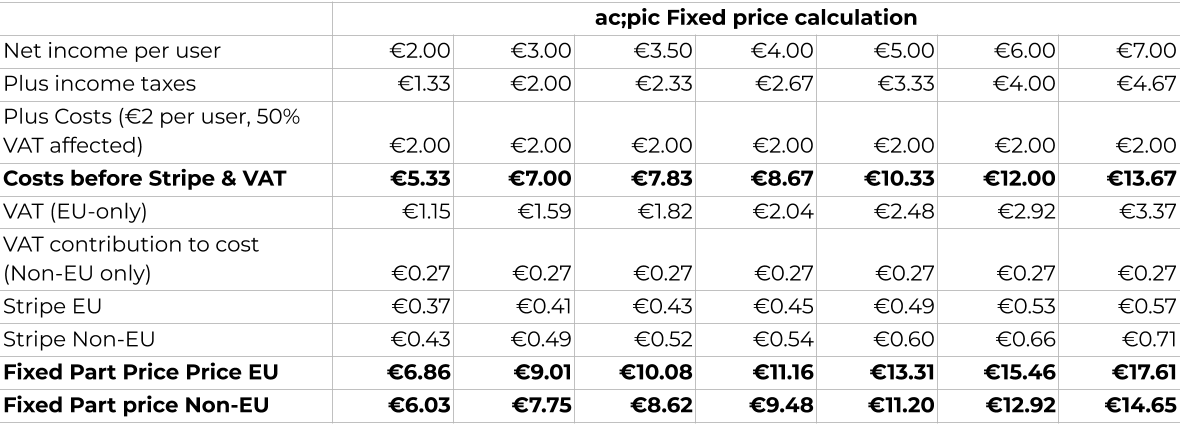 ac;pic Fixed price calculation
Net income per user €2.00 €3.00 €3.50 €4.00 €5.00 €6.00 €7.00
Plus income taxes €1.33 €2.00 €2.33 €2.67 €3.33 €4.00 €4.67
Plus Costs (€2 per user, 50%
VAT affected) €2.00 €2.00 €2.00 €2.00 €2.00 €2.00 €2.00
Costs before Stripe & VAT €5.33 €7.00 €7.83 €8.67 €10.33 €12.00 €13.67
VAT (EU-only) €1.15 €1.59 €1.82 €2.04 €2.48 €2.92 €3.37
VAT contribution to cost
(Non-EU only) €0.27 €0.27 €0.27 €0.27 €0.27 €0.27 €0.27
Stripe EU €0.37 €0.41 €0.43 €0.45 €0.49 €0.53 €0.57
Stripe Non-EU €0.43 €0.49 €0.52 €0.54 €0.60 €0.66 €0.71
Fixed Part Price Price EU €6.86 €9.01 €10.08 €11.16 €13.31 €15.46 €17.61
Fixed Part price Non-EU €6.03 €7.75 €8.62 €9.48 €11.20 €12.92 €14.65